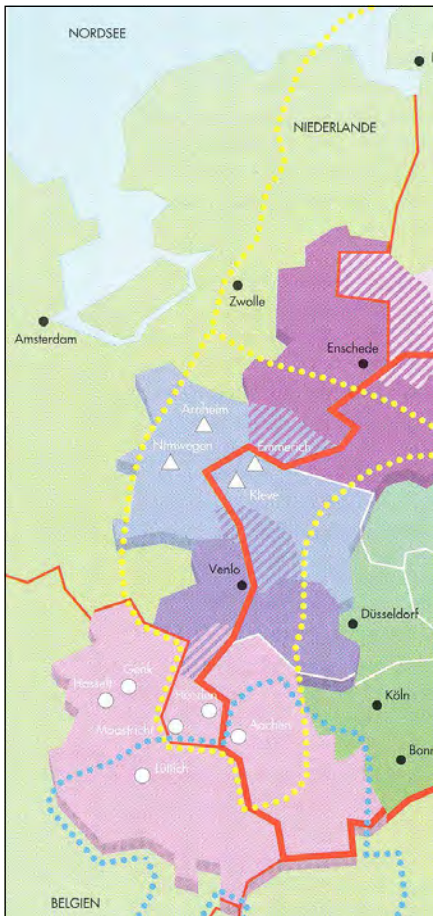 NORDSEE
NIEDERLANDE
Zwolle
Amsterdam
Enschede
Arnheim
Nimwegen
Emmerich
Kleve
Venlo
Düsseldorf
Genk
Hasselt
Heerlen
Köln
Maastricht
Aachen
Bonn
Lüttich
BELGIEN